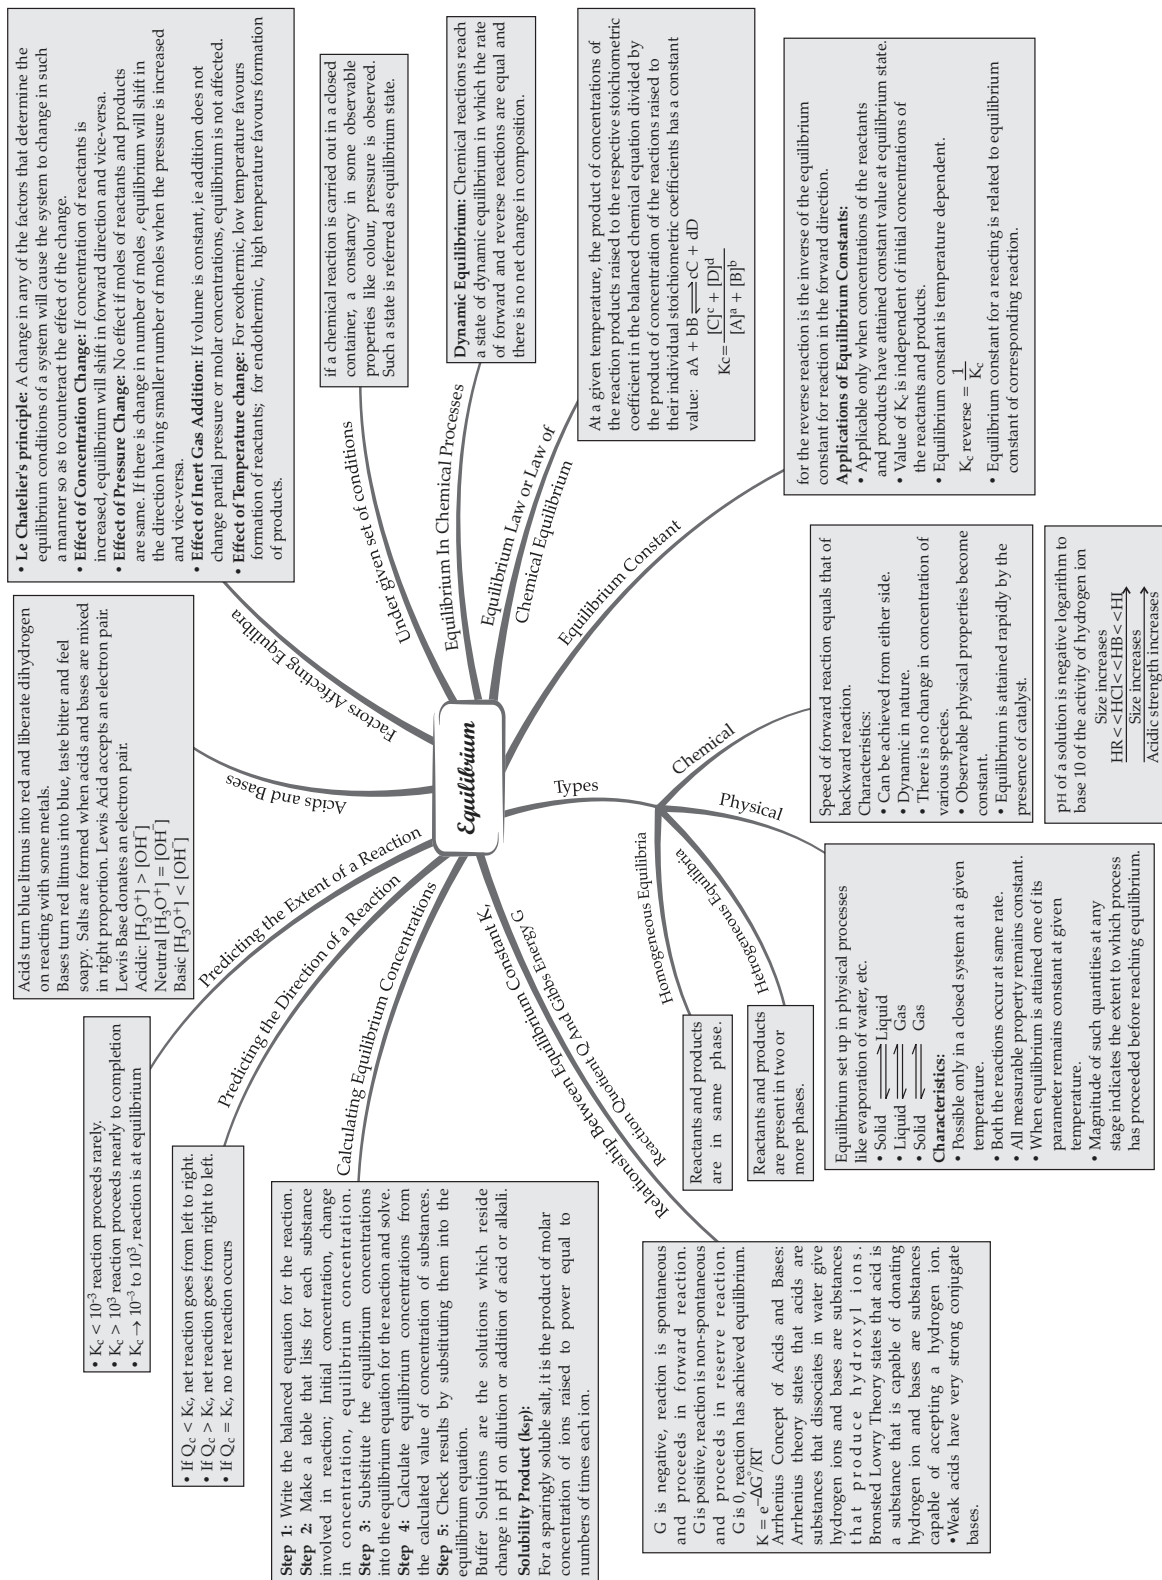 • Le Chatelier's principle: A change in any of the factors that determine the
equilibrium conditions of a system will cause the system to change in such
a manner so as to counteract the effect of the change.
• Effect of Concentration Change: If concentration of reactants is
increased, equilibrium will shift in forward direction and vice-versa.
• Effect of Pressure Change: No effect if moles of reactants and products
are same. If there is change in number of moles , equilibrium will shift in
the direction having smaller number of moles when the pressure is increased
and vice-versa.
• Effect of Inert Gas Addition: If volume is constant, ie addition does not
change partial pressure or molar concentrations, equilibrium is not affected.
• Effect of Temperature change: For exothermic, low temperature favours
formation of reactants; for endothermic, high temperature favours formation
of products.
Factors Affecting Equilibra
Under given set of conditions
if a chemical reaction is carried out in a closed
container, a constancy in some observable
properties like colour, pressure is observed.
Such a state is referred as equilibrium state.
Equilibrium In Chemical Processes
Dynamic Equilibrium: Chemical reactions reach
a state of dynamic equilibrium in which the rate
of forward and reverse reactions are equal and
there is no net change in composition.
Equilibrium Law or Law of
Chemical Equilibrium
At a given temperature, the product of concentrations of
the reaction products raised to the respective stoichiometric
coefficient in the balanced chemical equation divided by
the product of concentration of the reactions raised to
their individual stoichiometric coefficients has a constant
value: aA + bB ⇌ cC + dD
Kc= [C]ᶜ + [D]ᵈ / [A]ᵃ + [B]ᵇ
Equilibrium Constant
for the reverse reaction is the inverse of the equilibrium
constant for reaction in the forward direction.
Applications of Equilibrium Constants:
• Applicable only when concentrations of the reactants
and products have attained constant value at equilibrium state.
• Value of K꜀ is independent of initial concentrations of
the reactants and products.
• Equilibrium constant is temperature dependent.
K꜀ reverse = 1/K꜀
• Equilibrium constant for a reacting is related to equilibrium
constant of corresponding reaction.
Acids and Bases
Acids turn blue litmus into red and liberate dihydrogen
on reacting with some metals.
Bases turn red litmus into blue, taste bitter and feel
soapy. Salts are formed when acids and bases are mixed
in right proportion. Lewis Acid accepts an electron pair.
Lewis Base donates an electron pair.
Acidic: [H₃O⁺] > [OH⁻]
Neutral [H₃O⁺] = [OH⁻]
Basic [H₃O⁺] < [OH⁻]
Equilibrium
Predicting the Extent of a Reaction
• K꜀ < 10⁻³ reaction proceeds rarely.
• K꜀ > 10³ reaction proceeds nearly to completion
• K꜀ → 10⁻³ to 10³, reaction is at equilibrium
Predicting the Direction of a Reaction
• If Q꜀ < K꜀, net reaction goes from left to right.
• If Q꜀ > K꜀, net reaction goes from right to left.
• If Q꜀ = K꜀, no net reaction occurs
Calculating Equilibrium Concentrations
Step 1: Write the balanced equation for the reaction.
Step 2: Make a table that lists for each substance
involved in reaction; Initial concentration, change
in concentration, equilibrium concentration.
Step 3: Substitute the equilibrium concentrations
into the equilibrium equation for the reaction and solve.
Step 4: Calculate equilibrium concentrations from
the calculated value of concentration of substances.
Step 5: Check results by substituting them into the
equilibrium equation.
Buffer Solutions are the solutions which reside
change in pH on dilution or addition of acid or alkali.
Solubility Product (ksp):
For a sparingly soluble salt, it is the product of molar
concentration of ions raised to power equal to
numbers of times each ion.
Relationship Between Equilibrium Constant K,
Reaction Quotient Q And Gibbs Energy G
G is negative, reaction is spontaneous
and proceeds in forward reaction.
G is positive, reaction is non-spontaneous
and proceeds in reserve reaction.
G is 0, reaction has achieved equilibrium.
K = e⁻ΔG°/RT
Arrhenius Concept of Acids and Bases:
Arrhenius theory states that acids are
substances that dissociates in water give
hydrogen ions and bases are substances
that produce hydroxyl ions.
Bronsted Lowry Theory states that acid is
a substance that is capable of donating
hydrogen ion and bases are substances
capable of accepting a hydrogen ion.
• Weak acids have very strong conjugate
bases.
Types
Homogeneous Equilibria
Reactants and products
are in same phase.
Hetrogeneous Equilibria
Reactants and products
are present in two or
more phases.
Physical
Equilibrium set up in physical processes
like evaporation of water, etc.
• Solid ⇌ Liquid
• Liquid ⇌ Gas
• Solid ⇌ Gas
Characteristics:
• Possible only in a closed system at a given
temperature.
• Both the reactions occur at same rate.
• All measurable property remains constant.
• When equilibrium is attained one of its
parameter remains constant at given
temperature.
• Magnitude of such quantities at any
stage indicates the extent to which process
has proceeded before reaching equilibrium.
Chemical
Speed of forward reaction equals that of
backward reaction.
Characteristics:
• Can be achieved from either side.
• Dynamic in nature.
• There is no change in concentration of
various species.
• Observable physical properties become
constant.
• Equilibrium is attained rapidly by the
presence of catalyst.
pH of a solution is negative logarithm to
base 10 of the activity of hydrogen ion
Size increases
HR<<HCl<<HB<<HI
Size increases
Acidic strength increases